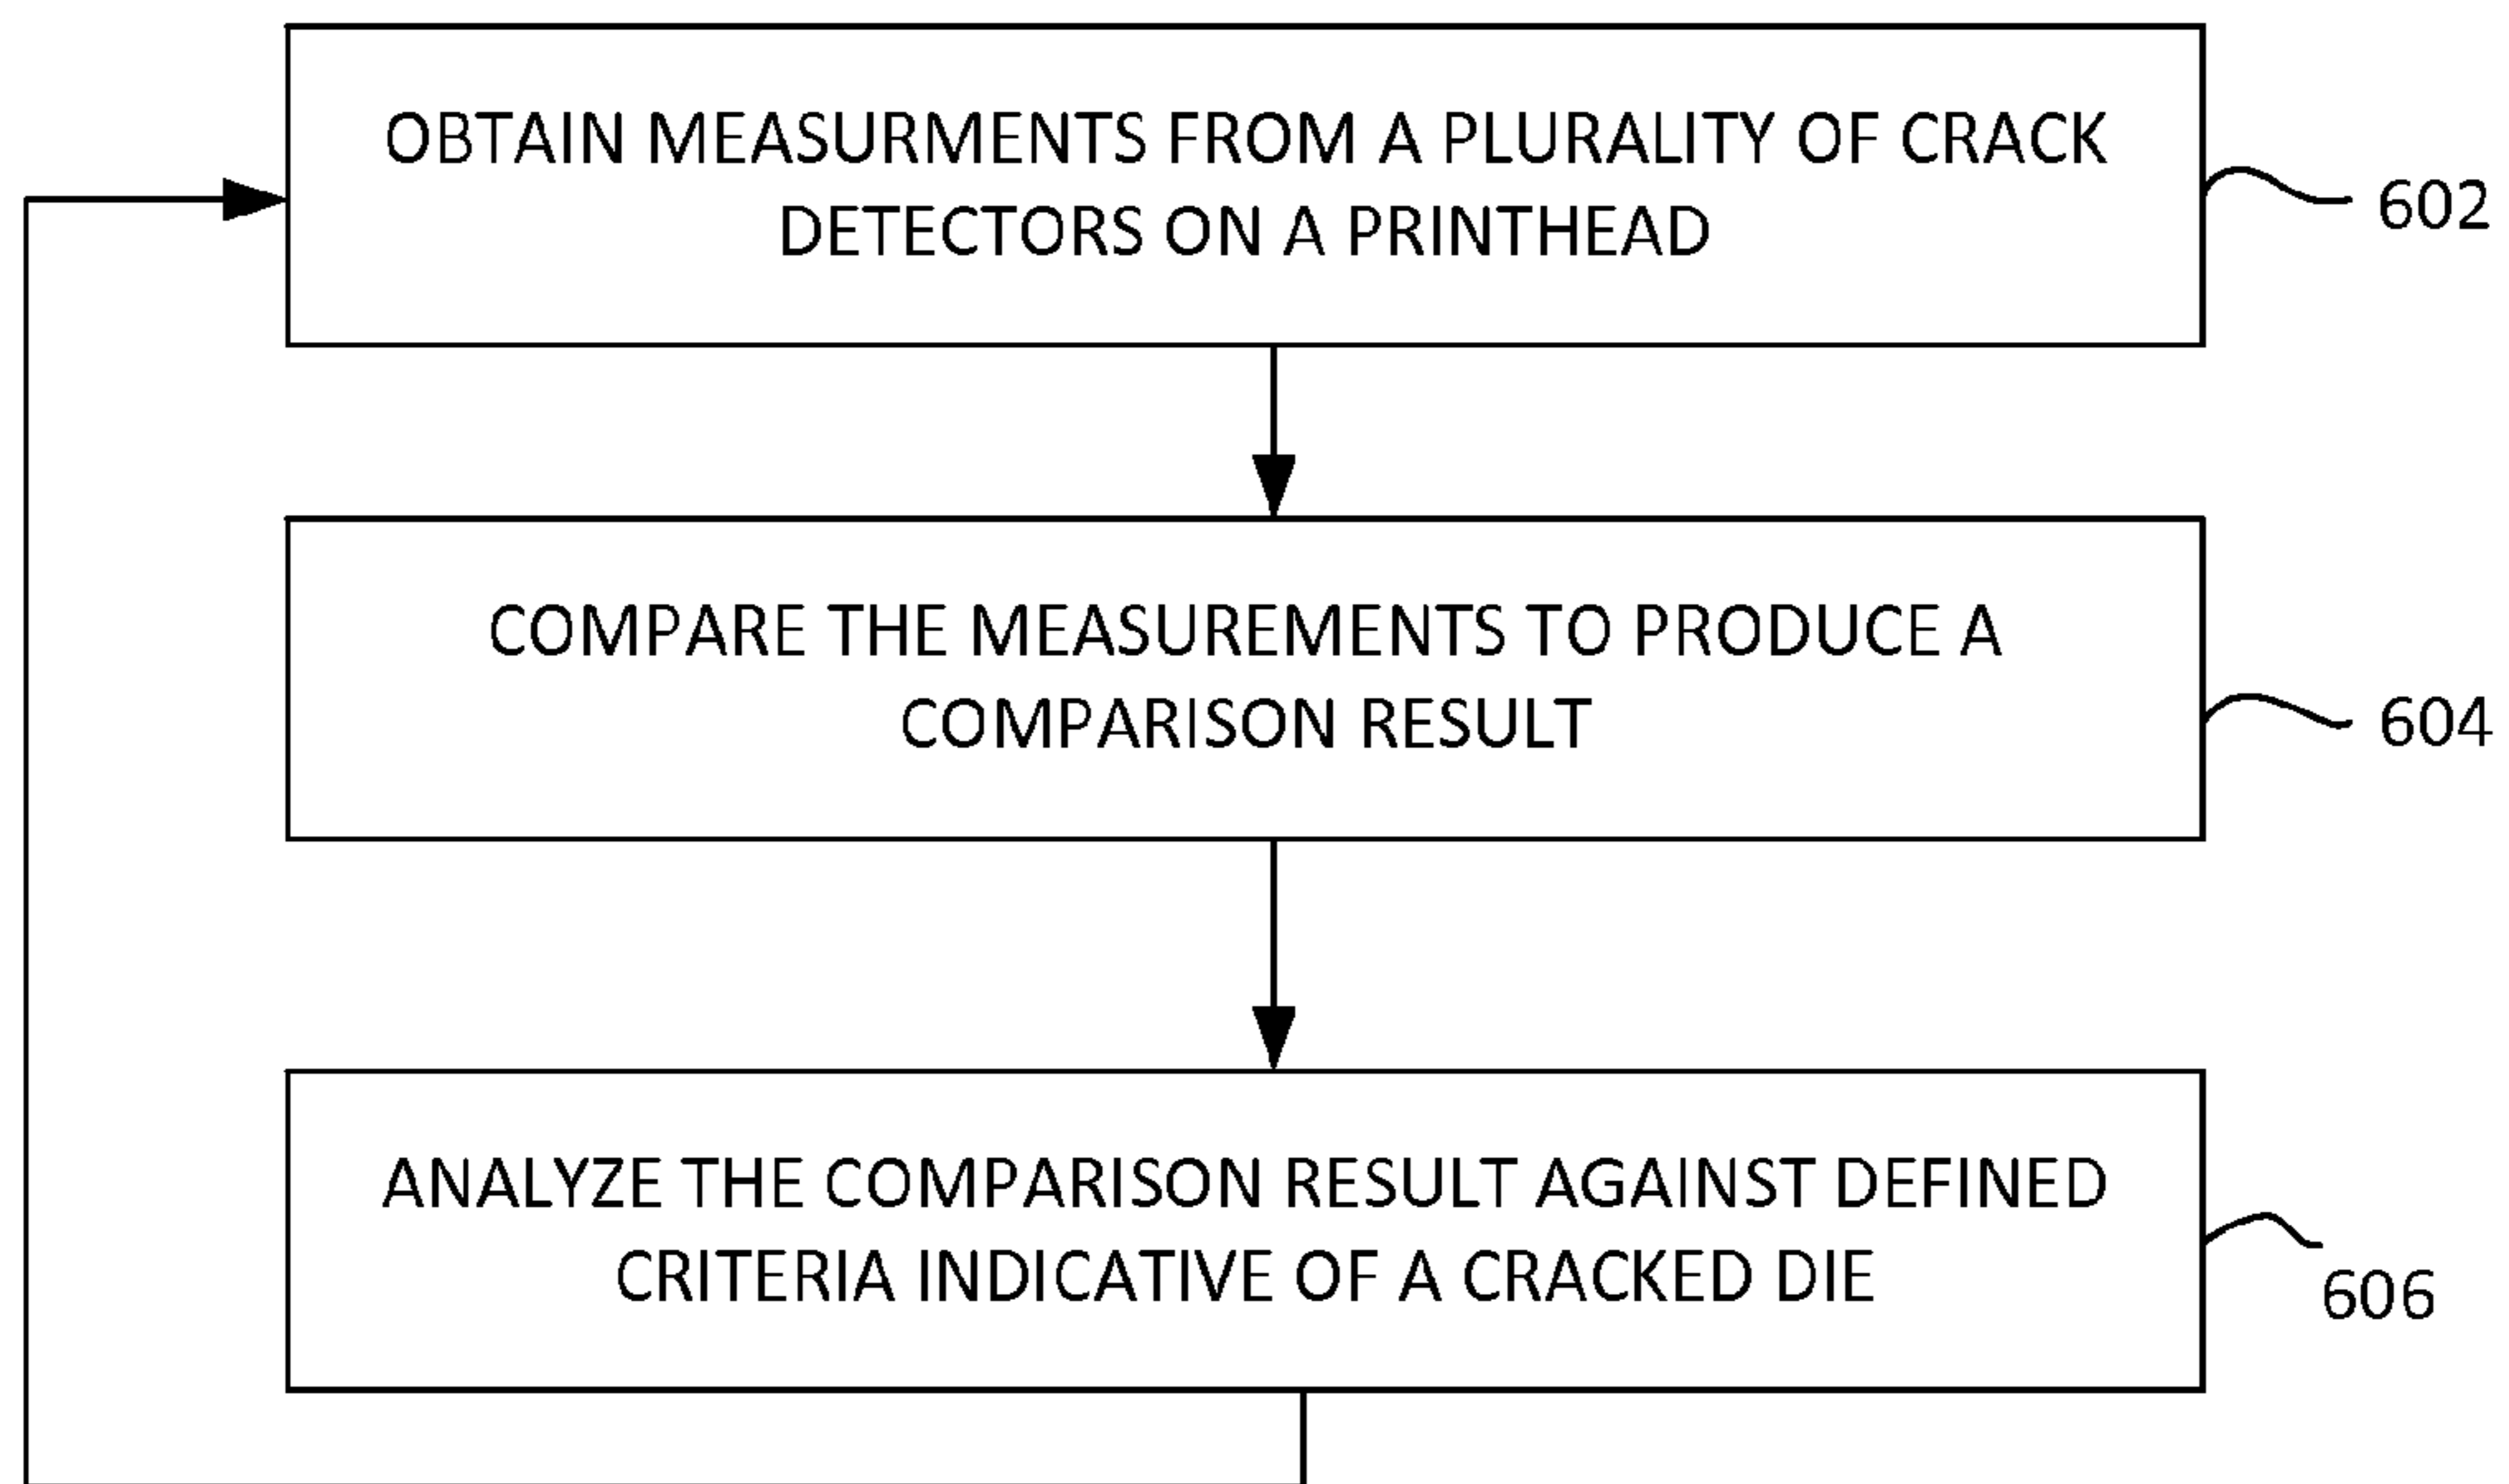 OBTAIN MEASURMENTS FROM A PLURALITY OF CRACK
DETECTORS ON A PRINTHEAD
602
COMPARE THE MEASUREMENTS TO PRODUCE A
COMPARISON RESULT
604
ANALYZE THE COMPARISON RESULT AGAINST DEFINED
CRITERIA INDICATIVE OF A CRACKED DIE
606